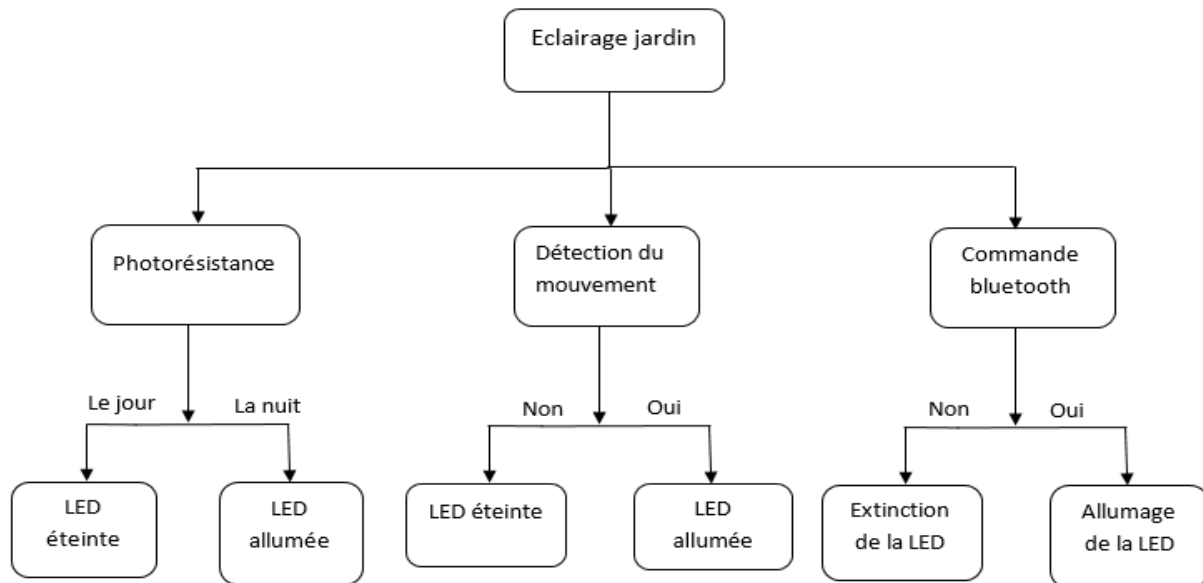 Eclairage jardin
Photorésistance
Détection du
mouvement
Commande
bluetooth
Le jour
La nuit
Non
Oui
Non
Oui
LED
éteinte
LED
allumée
LED éteinte
LED
allumée
Extinction
de la LED
Allumage
de la LED